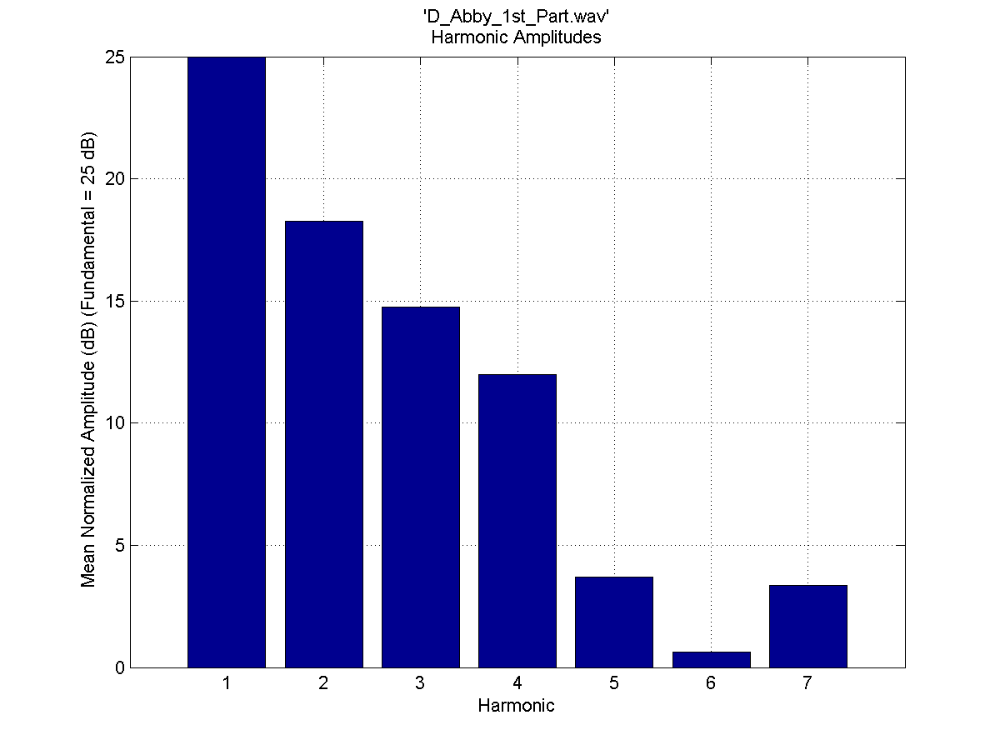 'D_Abby_1st_Part.wav'
Harmonic Amplitudes
Mean Normalized Amplitude (dB) (Fundamental = 25 dB)
25
20
15
10
5
0
1 2 3 4 5 6 7
Harmonic